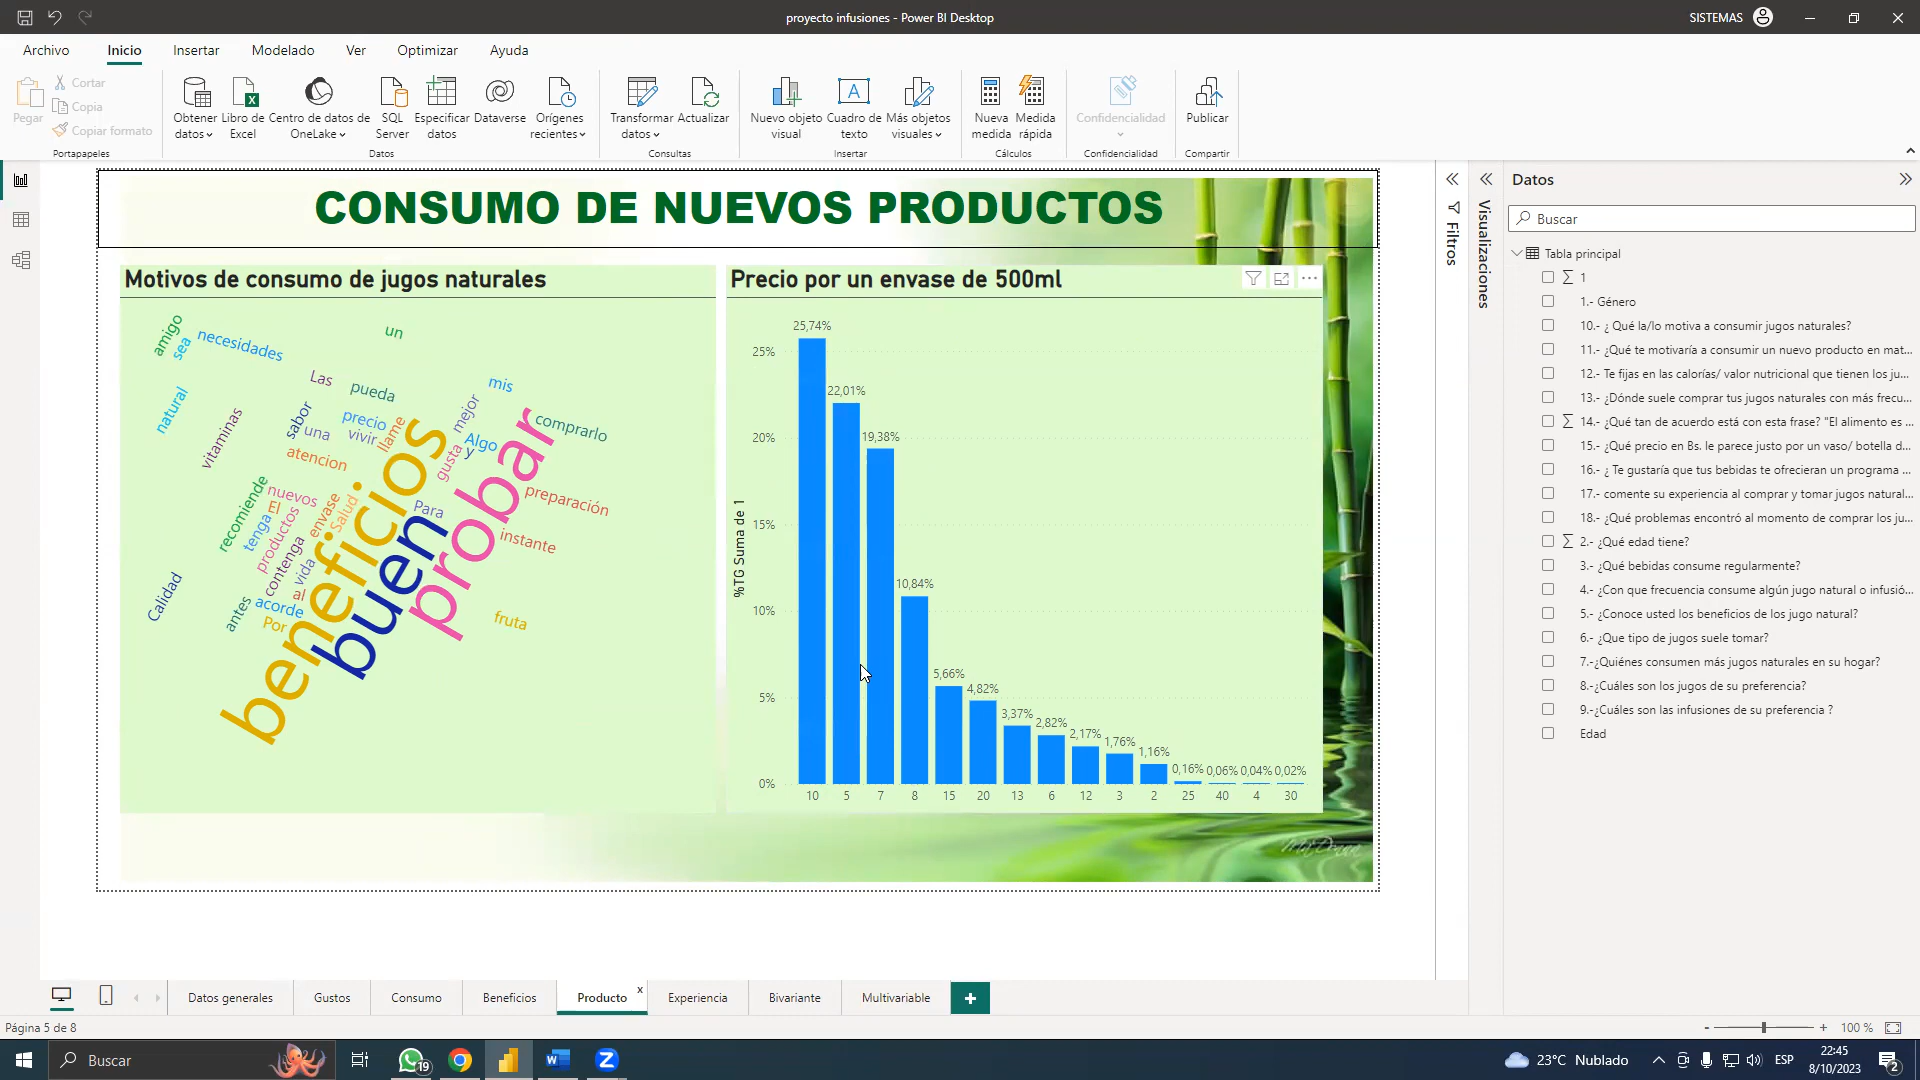 proyecto infusiones - Power BI Desktop
SISTEMAS
Archivo Inicio Insertar Modelado Ver Optimizar Ayuda
Pegar
Cortar
Copia
Copiar formato
Portapapeles
Obtener datos
Libro de Excel
Centro de datos de OneLake
SQL Server
Especificar datos
Dataverse
Orígenes recientes
Datos
Transformar datos
Actualizar
Consultas
Nuevo objeto visual
Cuadro de texto
Más objetos visuales
Insertar
Nueva medida
Medida rápida
Cálculos
Confidencialidad
Confidencialidad
Publicar
Compartir
CONSUMO DE NUEVOS PRODUCTOS
Motivos de consumo de jugos naturales
amigo
sea
necesidades
un
Las
pueda
mis
natural
vitaminas
sabor
una
precio
vivir
llame
mejor
gusta
Algo
y
comprarlo
atencion
beneficios
buen
probar
preparación
instante
Para
recomiende
nuevos
El
tenga
productos
envase
Salud
contenga
vida
al
Calidad
antes
acorde
Por
fruta
Precio por un envase de 500ml
%TG Suma de 1
25%
20%
15%
10%
5%
0%
25,74%
22,01%
19,38%
10,84%
5,66%
4,82%
3,37%
2,82%
2,17%
1,76%
1,16%
0,16% 0,06% 0,04% 0,02%
10 5 7 8 15 20 13 6 12 3 2 25 40 4 30
Filtros
Visualizaciones
Datos
Buscar
Tabla principal
∑ 1
1.- Género
10.- ¿ Qué la/lo motiva a consumir jugos naturales?
11.- ¿Qué te motivaría a consumir un nuevo producto en mat...
12.- Te fijas en las calorías/ valor nutricional que tienen los ju...
13.- ¿Dónde suele comprar tus jugos naturales con más frecu...
∑ 14.- ¿Qué tan de acuerdo está con esta frase? "El alimento es ...
15.- ¿Qué precio en Bs. le parece justo por un vaso/ botella d...
16.- ¿ Te gustaría que tus bebidas te ofrecieran un programa ...
17.- comente su experiencia al comprar y tomar jugos natural...
18.- ¿Qué problemas encontró al momento de comprar los ju...
∑ 2.- ¿Qué edad tiene?
3.- ¿Qué bebidas consume regularmente?
4.- ¿Con que frecuencia consume algún jugo natural o infusió...
5.- ¿Conoce usted los beneficios de los jugo natural?
6.- ¿Que tipo de jugos suele tomar?
7.-¿Quiénes consumen más jugos naturales en su hogar?
8.-¿Cuáles son los jugos de su preferencia?
9.-¿Cuáles son las infusiones de su preferencia ?
Edad
Datos generales Gustos Consumo Beneficios Producto x Experiencia Bivariante Multivariable +
Página 5 de 8
- + 100 %
Buscar
19
23°C Nublado
ESP
22:45
8/10/2023
2